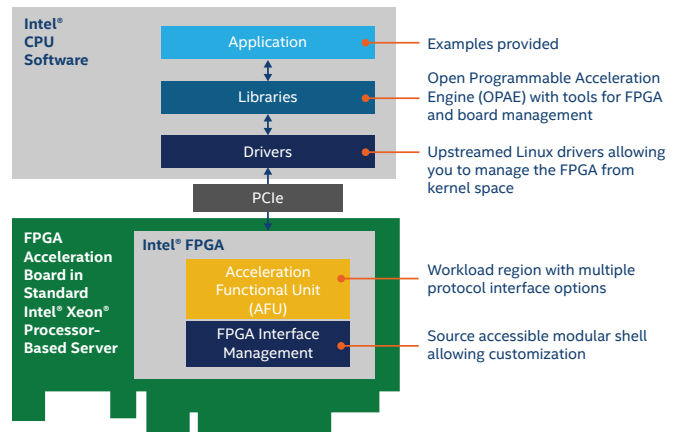 Intel®
CPU
Software
Application
Examples provided
Libraries
Open Programmable Acceleration
Engine (OPAE) with tools for FPGA
and board management
Drivers
Upstreamed Linux drivers allowing
you to manage the FPGA from
kernel space
PCIe
FPGA
Acceleration
Board in
Standard
Intel® Xeon®
Processor-
Based Server
Intel® FPGA
Acceleration
Functional Unit
(AFU)
Workload region with multiple
protocol interface options
FPGA Interface
Management
Source accessible modular shell
allowing customization